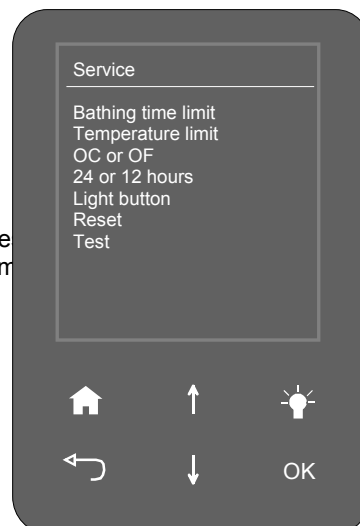 Service
Bathing time limit
Temperature limit
OC or OF
24 or 12 hours
Light button
Reset
Test
e
m
OK